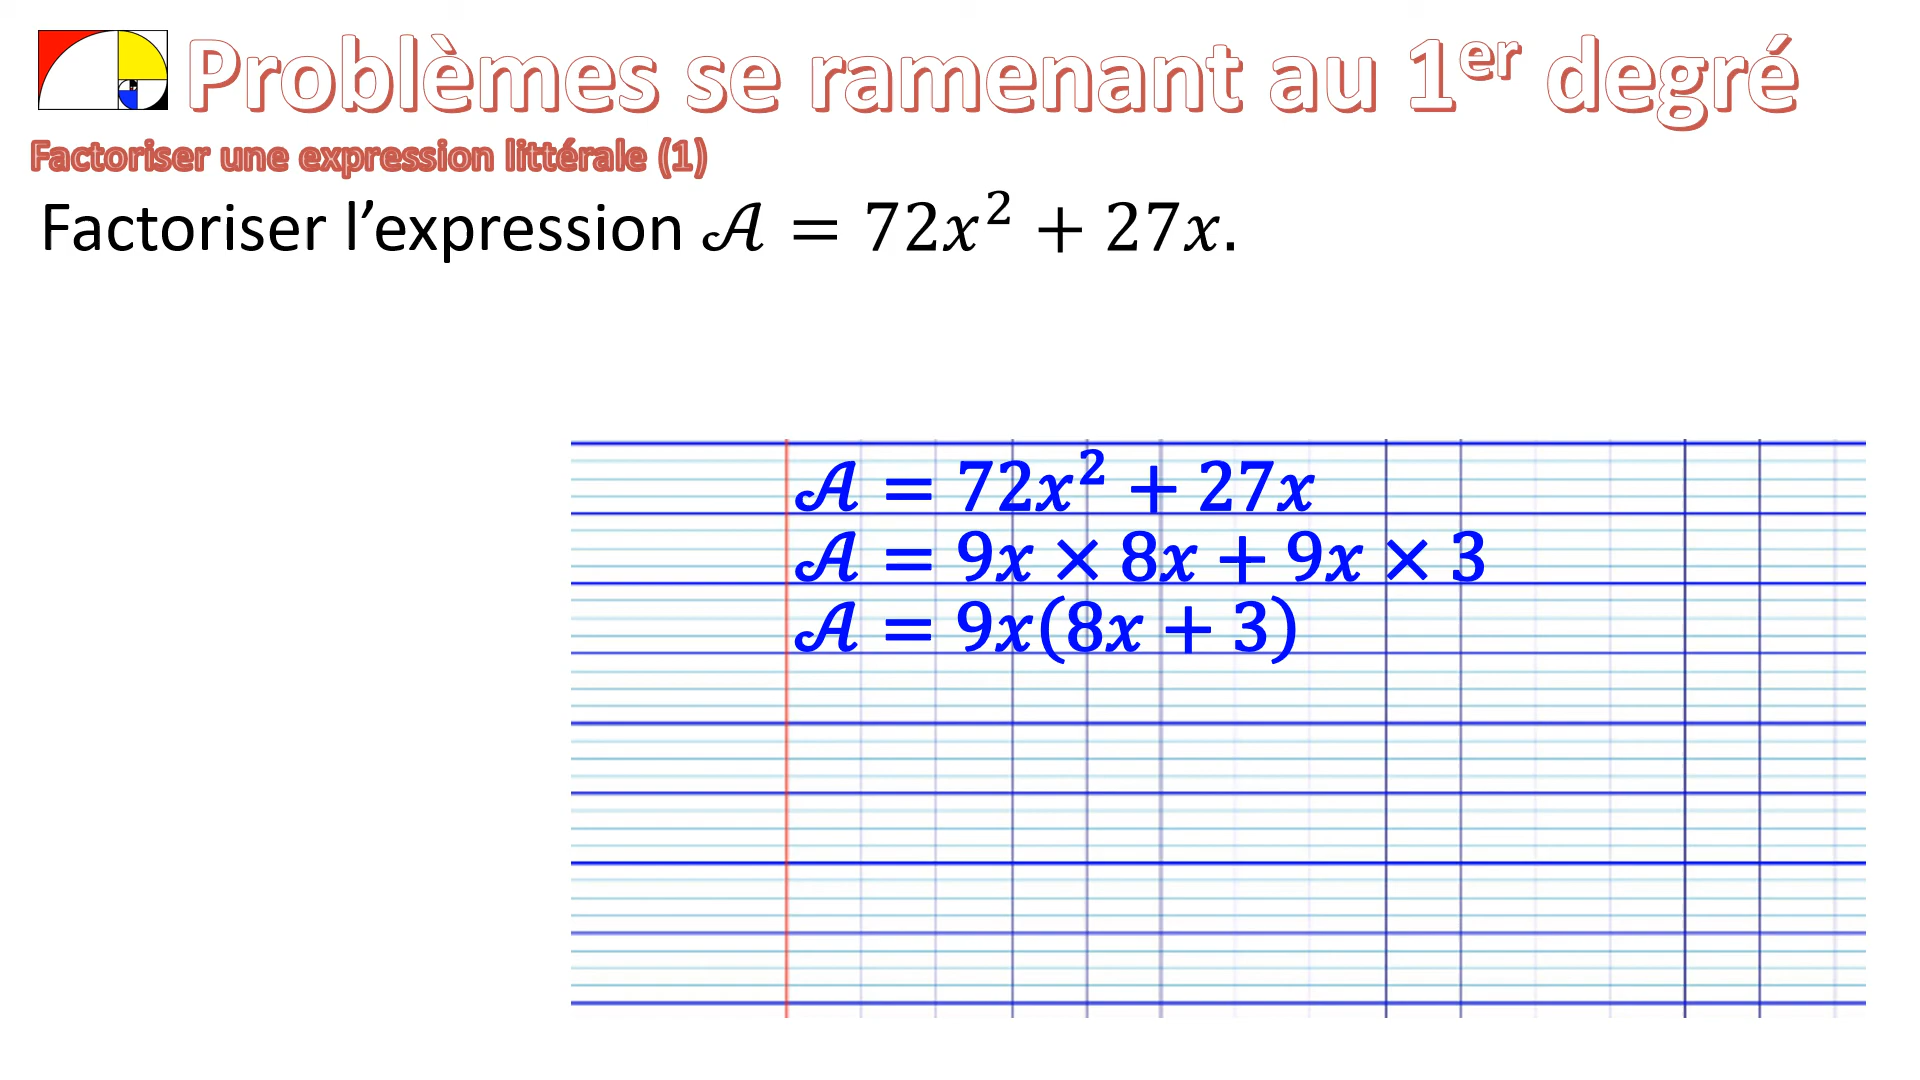 Problèmes se ramenant au 1er degré
Factoriser une expression littérale (1)
Factoriser l’expression 𝒜 = 72𝑥² + 27𝑥.
𝒜 = 72𝑥² + 27𝑥
𝒜 = 9𝑥 × 8𝑥 + 9𝑥 × 3
𝒜 = 9𝑥(8𝑥 + 3)